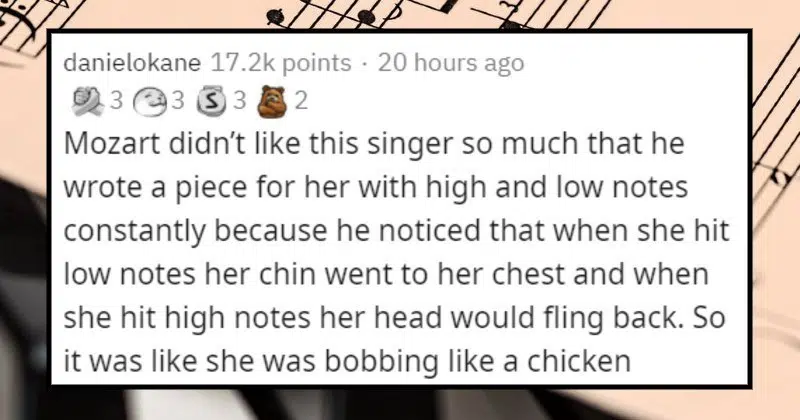 danielokane 17.2k points · 20 hours ago
3 3 S 3 2
Mozart didn’t like this singer so much that he
wrote a piece for her with high and low notes
constantly because he noticed that when she hit
low notes her chin went to her chest and when
she hit high notes her head would fling back. So
it was like she was bobbing like a chicken